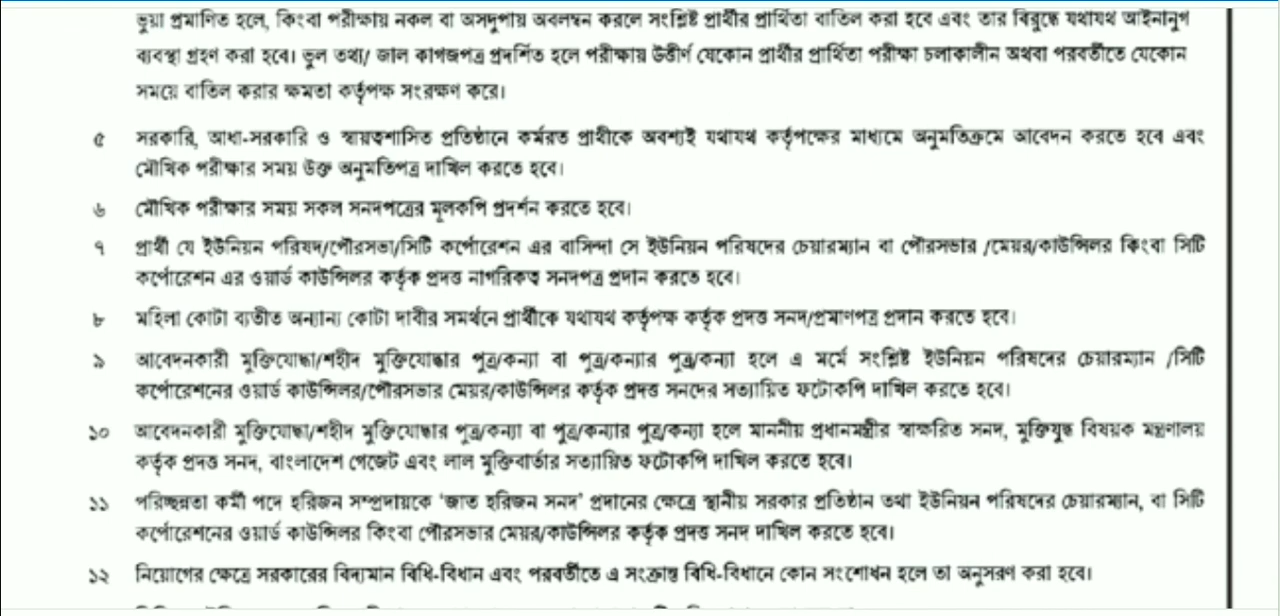 ভুয়া প্রমাণিত হলে, কিংবা পরীক্ষায় নকল বা অসদুপায় অবলম্বন করলে সংশ্লিষ্ট প্রার্থীর প্রার্থিতা বাতিল করা হবে এবং তার বিরুদ্ধে যথাযথ আইনানুগ
ব্যবস্থা গ্রহণ করা হবে। ভুল তথ্য/ জাল কাগজপত্র প্রদর্শিত হলে পরীক্ষায় উত্তীর্ণ যেকোন প্রার্থীর প্রার্থিতা পরীক্ষা চলাকালীন অথবা পরবর্তীতে যেকোন
সময়ে বাতিল করার ক্ষমতা কর্তৃপক্ষ সংরক্ষণ করে।
৫ সরকারি, আধা-সরকারি ও স্বায়ত্বশাসিত প্রতিষ্ঠানে কর্মরত প্রার্থীকে অবশ্যই যথাযথ কর্তৃপক্ষের মাধ্যমে অনুমতিক্রমে আবেদন করতে হবে এবং
মৌখিক পরীক্ষার সময় উক্ত অনুমতিপত্র দাখিল করতে হবে।
৬ মৌখিক পরীক্ষার সময় সকল সনদপত্রের মূলকপি প্রদর্শন করতে হবে।
৭ প্রার্থী যে ইউনিয়ন পরিষদ/পৌরসভা/সিটি কর্পোরেশন এর বাসিন্দা সে ইউনিয়ন পরিষদের চেয়ারম্যান বা পৌরসভার /মেয়র/কাউন্সিলর কিংবা সিটি
কর্পোরেশন এর ওয়ার্ড কাউন্সিলর কর্তৃক প্রদত্ত নাগরিকত্ব সনদপত্র প্রদান করতে হবে।
৮ মহিলা কোটা ব্যতীত অন্যান্য কোটা দাবীর সমর্থনে প্রার্থীকে যথাযথ কর্তৃপক্ষ কর্তৃক প্রদত্ত সনদ/প্রমাণপত্র প্রদান করতে হবে।
৯ আবেদনকারী মুক্তিযোদ্ধা/শহীদ মুক্তিযোদ্ধার পুত্র/কন্যা বা পুত্র/কন্যার পুত্র/কন্যা হলে এ মর্মে সংশ্লিষ্ট ইউনিয়ন পরিষদের চেয়ারম্যান /সিটি
কর্পোরেশনের ওয়ার্ড কাউন্সিলর/পৌরসভার মেয়র/কাউন্সিলর কর্তৃক প্রদত্ত সনদের সত্যায়িত ফটোকপি দাখিল করতে হবে।
১০ আবেদনকারী মুক্তিযোদ্ধা/শহীদ মুক্তিযোদ্ধার পুত্র/কন্যা বা পুত্র/কন্যার পুত্র/কন্যা হলে মাননীয় প্রধানমন্ত্রীর স্বাক্ষরিত সনদ, মুক্তিযুদ্ধ বিষয়ক মন্ত্রণালয়
কর্তৃক প্রদত্ত সনদ, বাংলাদেশ গেজেট এবং লাল মুক্তিবার্তার সত্যায়িত ফটোকপি দাখিল করতে হবে।
১১ পরিচ্ছন্নতা কর্মী পদে হরিজন সম্প্রদায়কে ‘জাত হরিজন সনদ’ প্রদানের ক্ষেত্রে স্থানীয় সরকার প্রতিষ্ঠান তথা ইউনিয়ন পরিষদের চেয়ারম্যান, বা সিটি
কর্পোরেশনের ওয়ার্ড কাউন্সিলর কিংবা পৌরসভার মেয়র/কাউন্সিলর কর্তৃক প্রদত্ত সনদ দাখিল করতে হবে।
১২ নিয়োগের ক্ষেত্রে সরকারের বিদ্যমান বিধি-বিধান এবং পরবর্তীতে এ সংক্রান্ত বিধি-বিধানে কোন সংশোধন হলে তা অনুসরণ করা হবে।